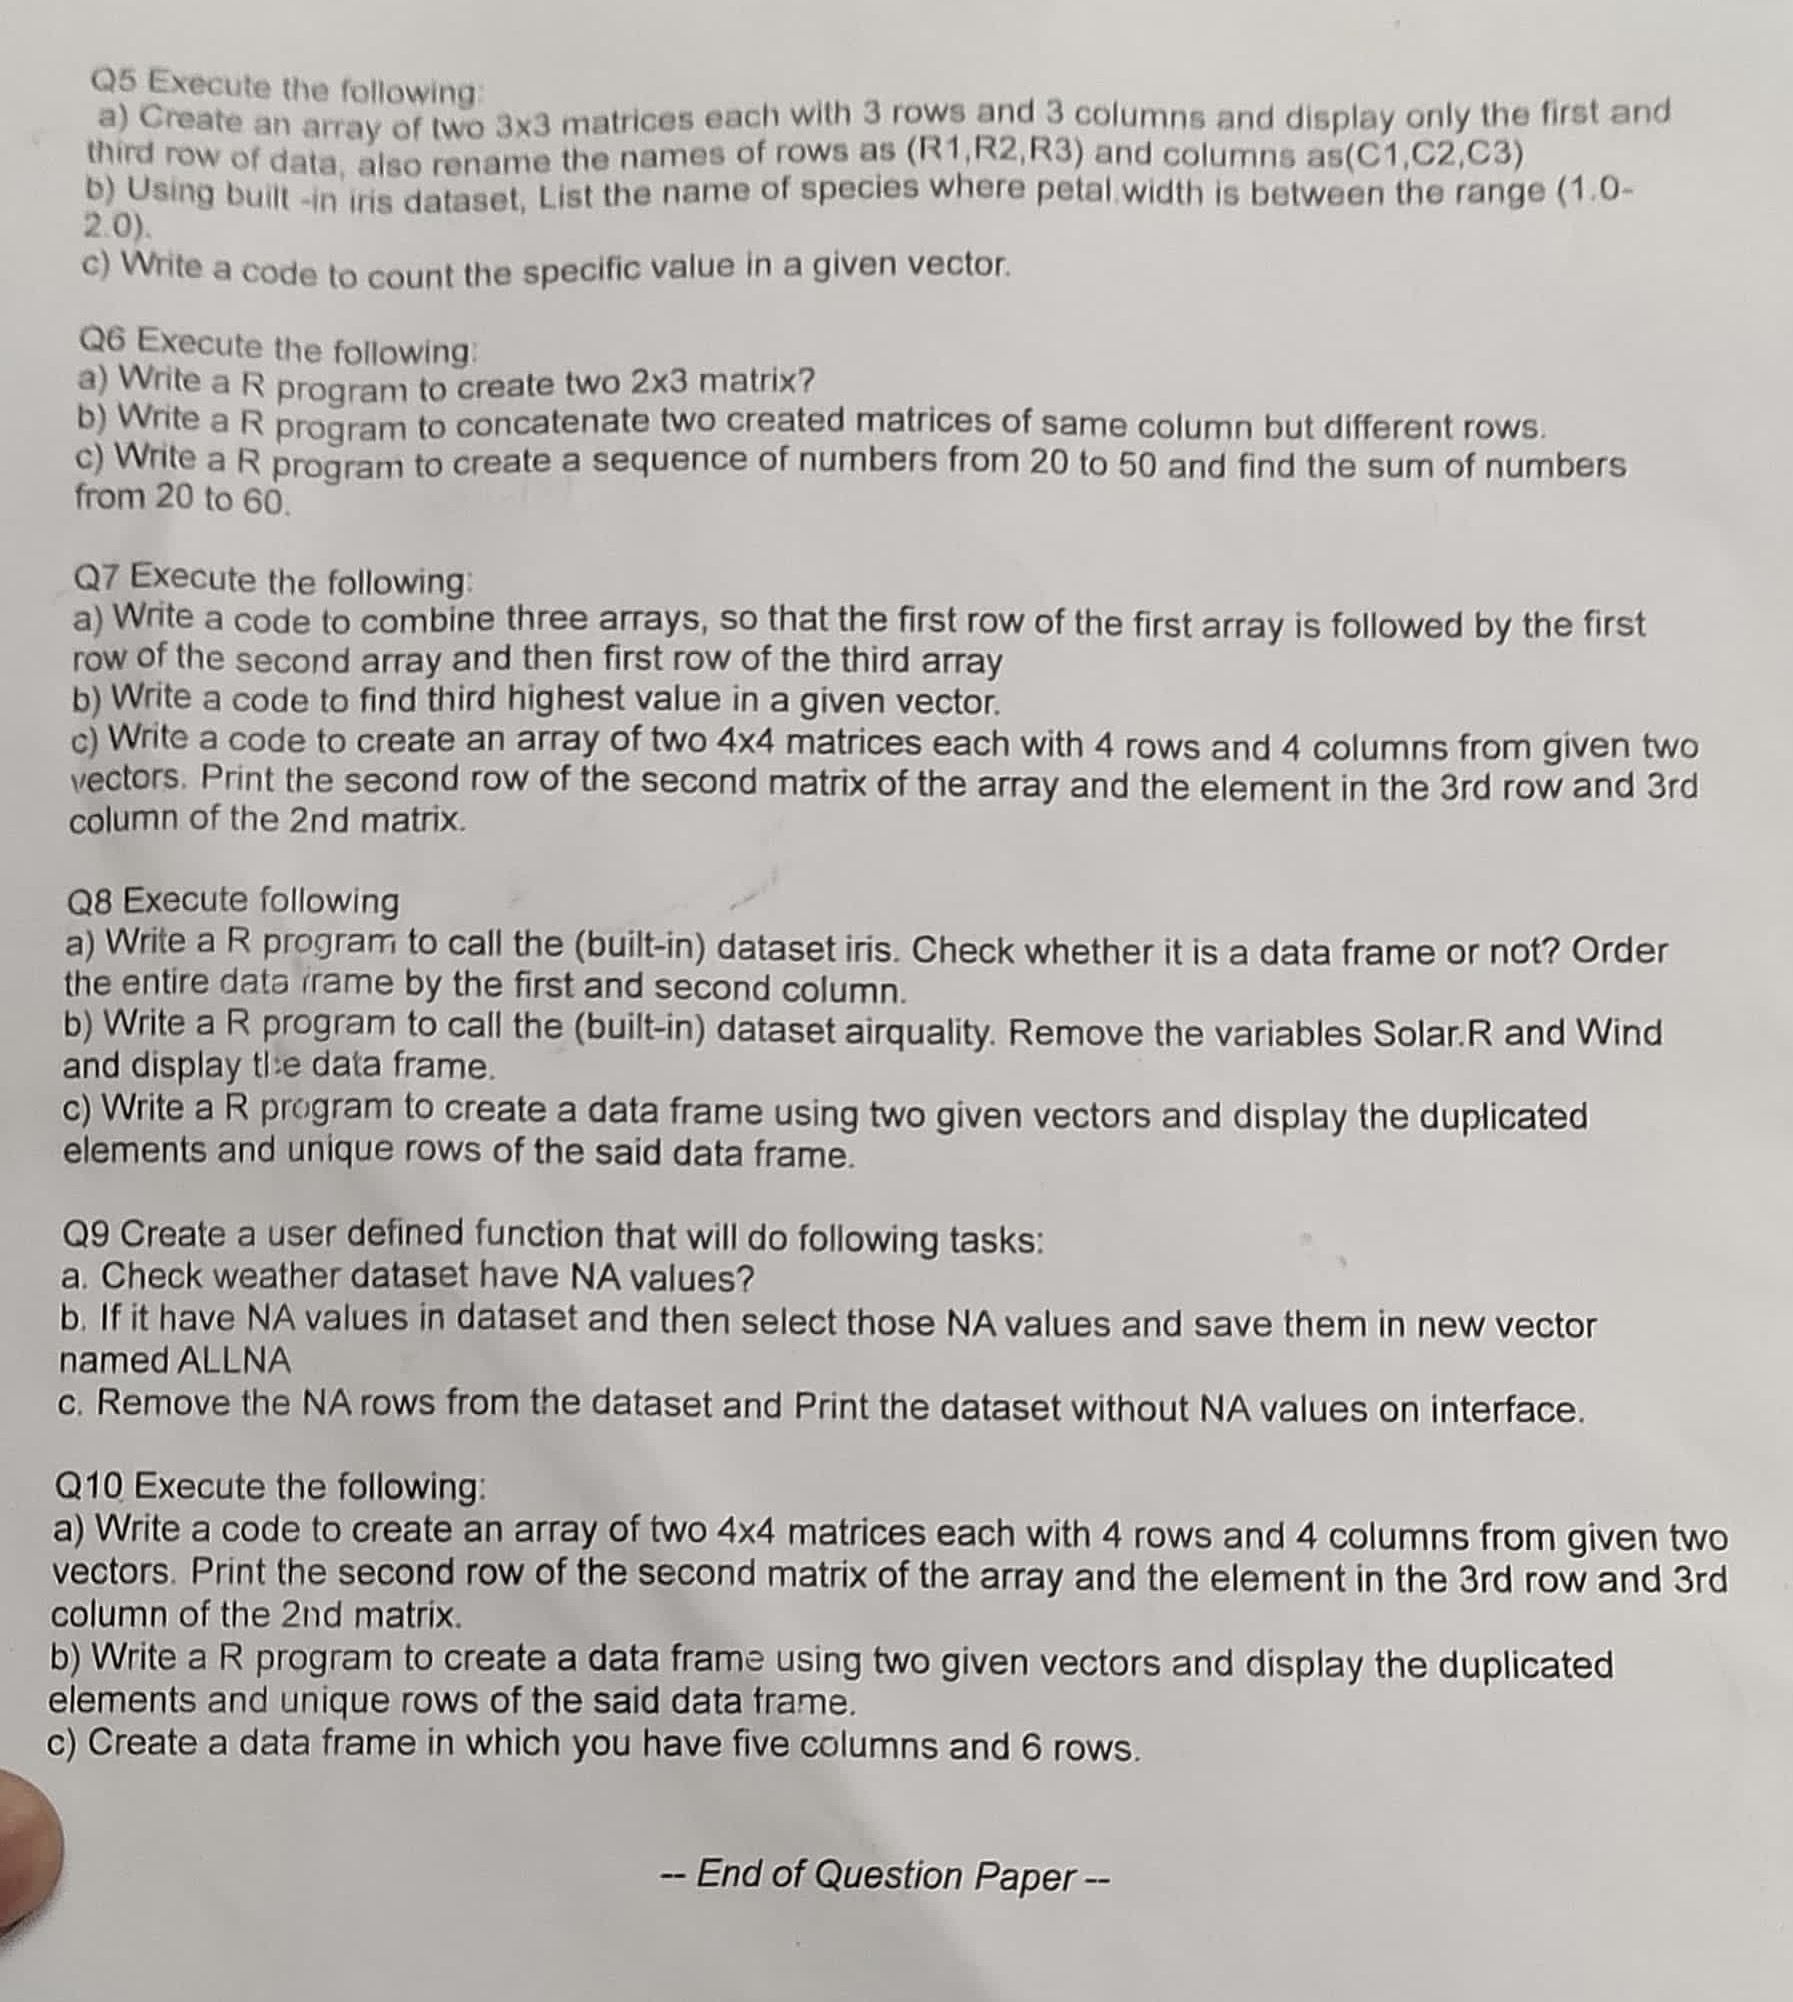 Q5 Execute the following:
a) Create an array of two 3x3 matrices each with 3 rows and 3 columns and display only the first and
third row of data, also rename the names of rows as (R1,R2,R3) and columns as(C1,C2,C3)
b) Using built -in iris dataset, List the name of species where petal.width is between the range (1.0-
2.0).
c) Write a code to count the specific value in a given vector.
Q6 Execute the following:
a) Write a R program to create two 2x3 matrix?
b) Write a R program to concatenate two created matrices of same column but different rows.
c) Write a R program to create a sequence of numbers from 20 to 50 and find the sum of numbers
from 20 to 60.
Q7 Execute the following:
a) Write a code to combine three arrays, so that the first row of the first array is followed by the first
row of the second array and then first row of the third array
b) Write a code to find third highest value in a given vector.
c) Write a code to create an array of two 4x4 matrices each with 4 rows and 4 columns from given two
vectors. Print the second row of the second matrix of the array and the element in the 3rd row and 3rd
column of the 2nd matrix.
Q8 Execute following
a) Write a R program to call the (built-in) dataset iris. Check whether it is a data frame or not? Order
the entire data frame by the first and second column.
b) Write a R program to call the (built-in) dataset airquality. Remove the variables Solar.R and Wind
and display the data frame.
c) Write a R program to create a data frame using two given vectors and display the duplicated
elements and unique rows of the said data frame.
Q9 Create a user defined function that will do following tasks:
a. Check weather dataset have NA values?
b. If it have NA values in dataset and then select those NA values and save them in new vector
named ALLNA
c. Remove the NA rows from the dataset and Print the dataset without NA values on interface.
Q10 Execute the following:
a) Write a code to create an array of two 4x4 matrices each with 4 rows and 4 columns from given two
vectors. Print the second row of the second matrix of the array and the element in the 3rd row and 3rd
column of the 2nd matrix.
b) Write a R program to create a data frame using two given vectors and display the duplicated
elements and unique rows of the said data frame.
c) Create a data frame in which you have five columns and 6 rows.
-- End of Question Paper --